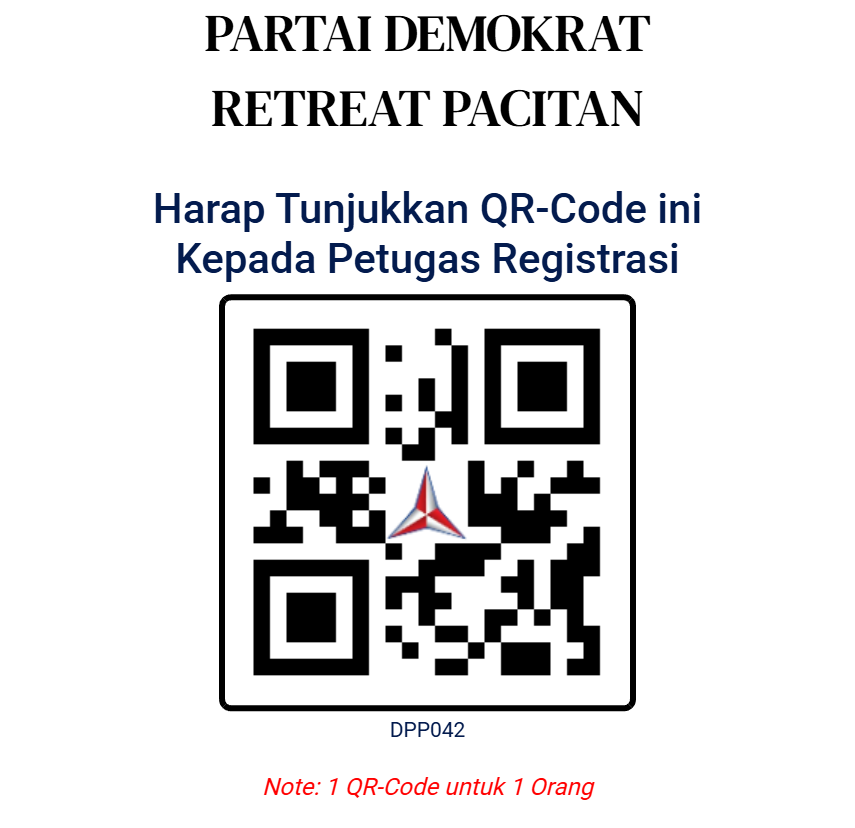 PARTAI DEMOKRAT
RETREAT PACITAN
Harap Tunjukkan QR-Code ini
Kepada Petugas Registrasi
DPP042
Note: 1 QR-Code untuk 1 Orang